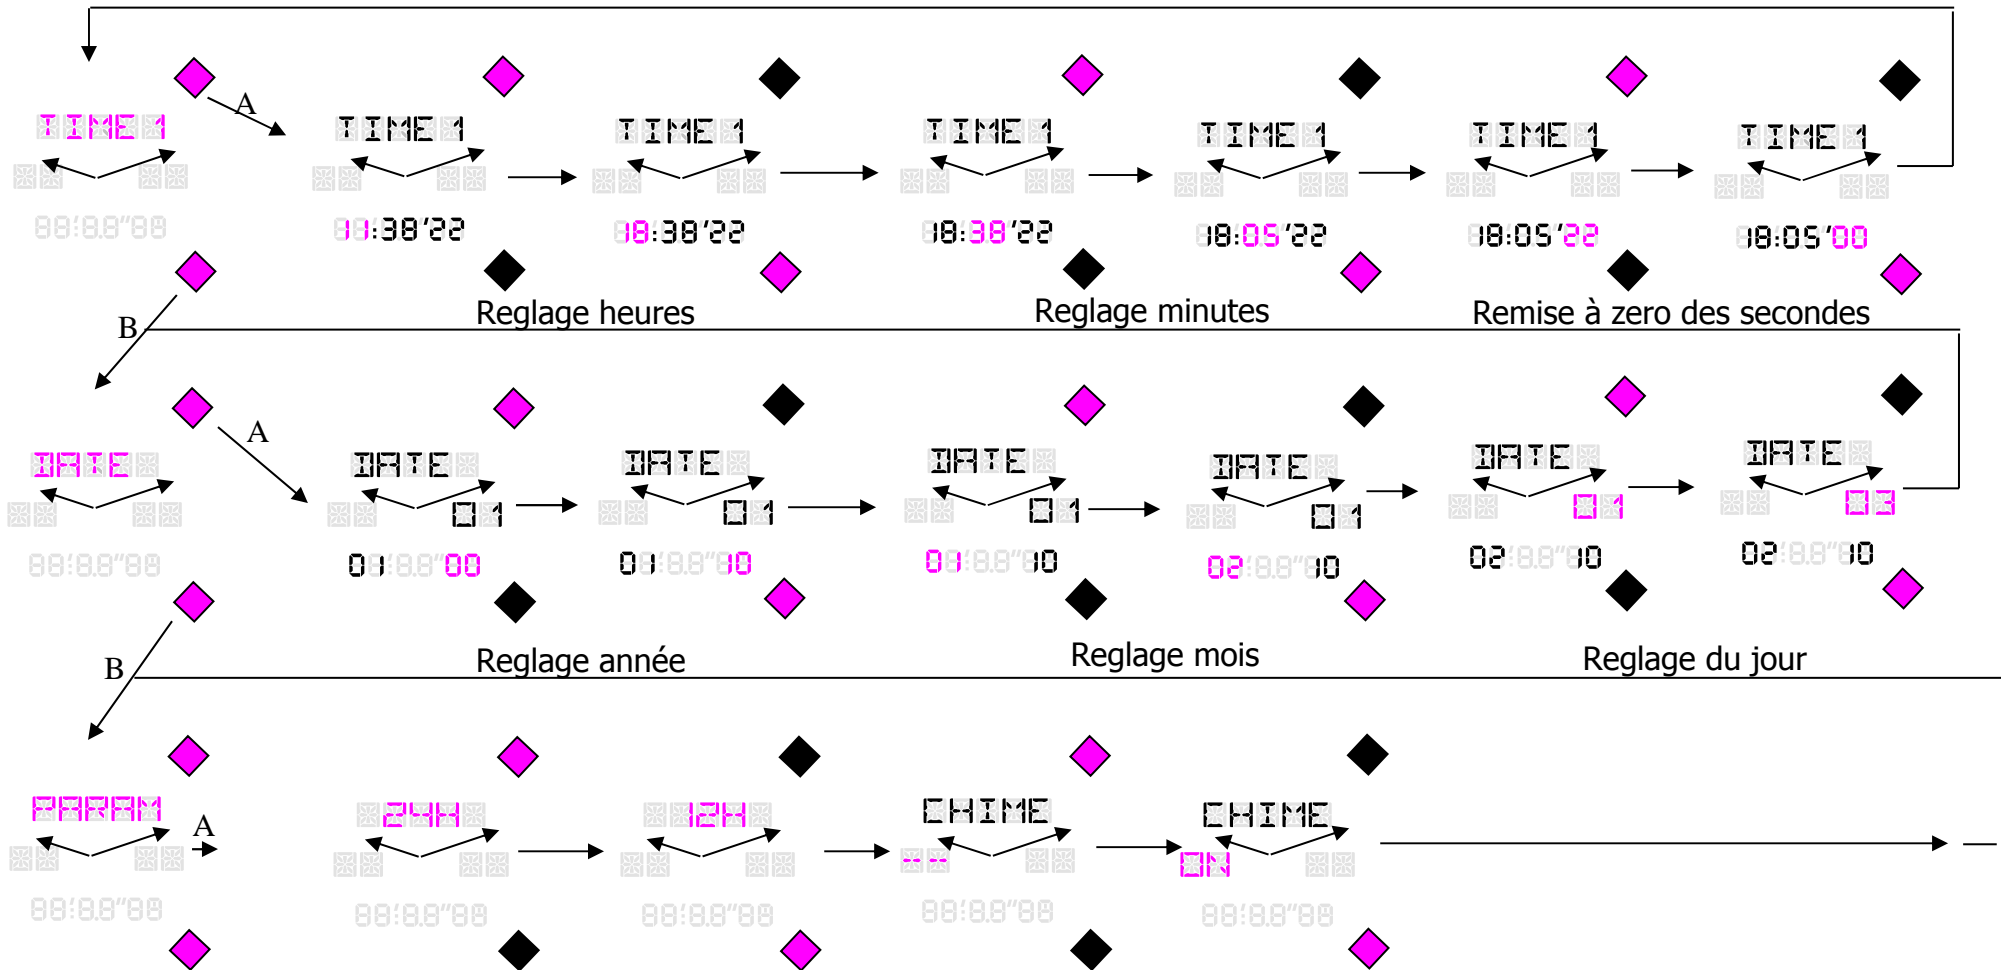 A
TIME 1 TIME 1 TIME 1 TIME 1 TIME 1 TIME 1 TIME 1
11:38'22 18:38'22 18:38'22 18:05'22 18:05'22 18:05'00
Reglage heures Reglage minutes Remise à zero des secondes
B
A
DATE DATE DATE DATE DATE DATE DATE
01 01 01 01 01 03
01 00 01 10 01 10 02 10 02 10 02 10
Reglage année Reglage mois Reglage du jour
B
PARAM A 24H 12H CHIME CHIME
-- ON